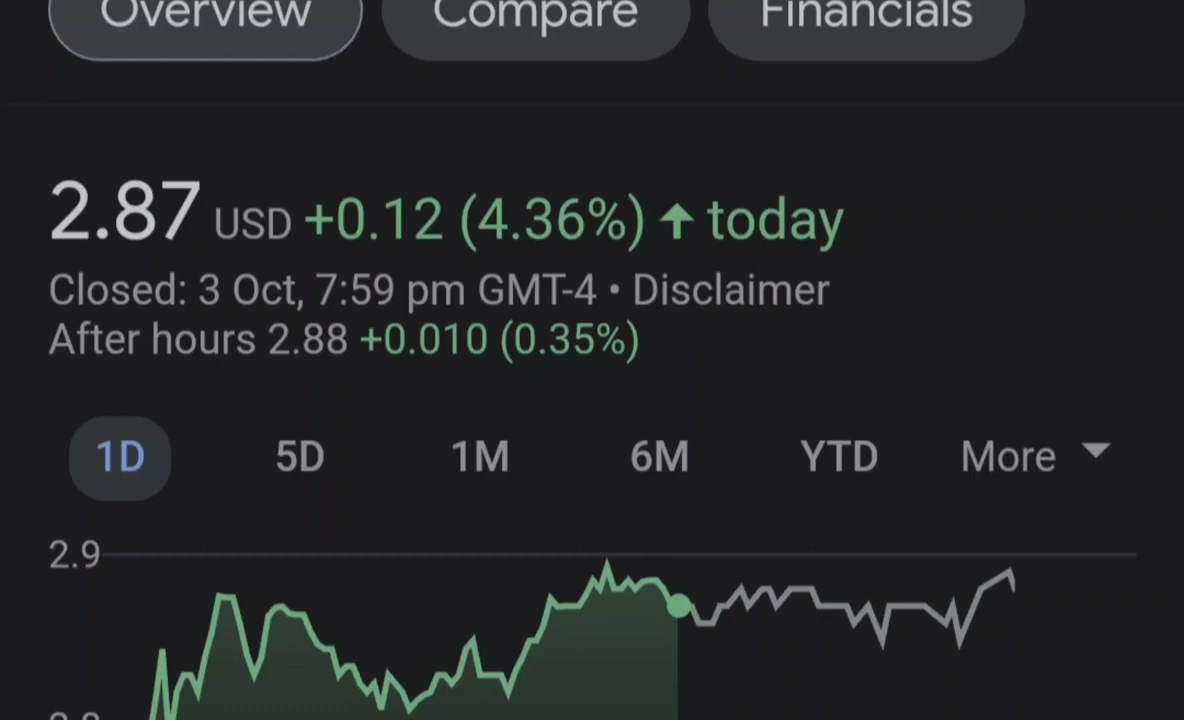 Overview Compare Financials
2.87 USD +0.12 (4.36%) ↑ today
Closed: 3 Oct, 7:59 pm GMT-4 • Disclaimer
After hours 2.88 +0.010 (0.35%)
1D 5D 1M 6M YTD More
2.9